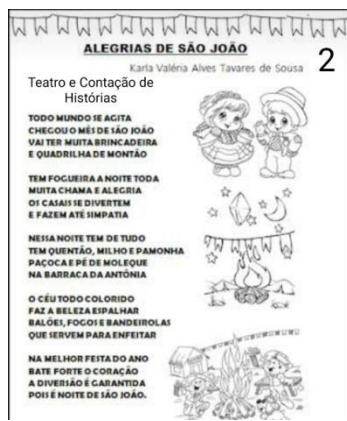 ALEGRIAS DE SÃO JOÃO
Karla Valéria Alves Tavares de Sousa
2
Teatro e Contação de
Histórias
TODO MUNDO SE AGITA
CHEGOU O MÊS DE SÃO JOÃO
VAI TER MUITA BRINCADEIRA
E QUADRILHA DE MONTÃO
TEM FOGUEIRA A NOITE TODA
MUITA CHAMA E ALEGRIA
OS CASAIS SE DIVERTEM
E FAZEM ATÉ SIMPATIA
NESSA NOITE TEM DE TUDO
TEM QUENTÃO, MILHO E PAMONHA
PAÇOCA E PÉ DE MOLEQUE
NA BARRACA DA ANTÔNIA
O CÉU TODO COLORIDO
FAZ A BELEZA ESPALHAR
BALÕES, FOGOS E BANDEIROLAS
QUE SERVEM PARA ENFEITAR
NA MELHOR FESTA DO ANO
BATE FORTE O CORAÇÃO
A DIVERSÃO É GARANTIDA
POIS É NOITE DE SÃO JOÃO.